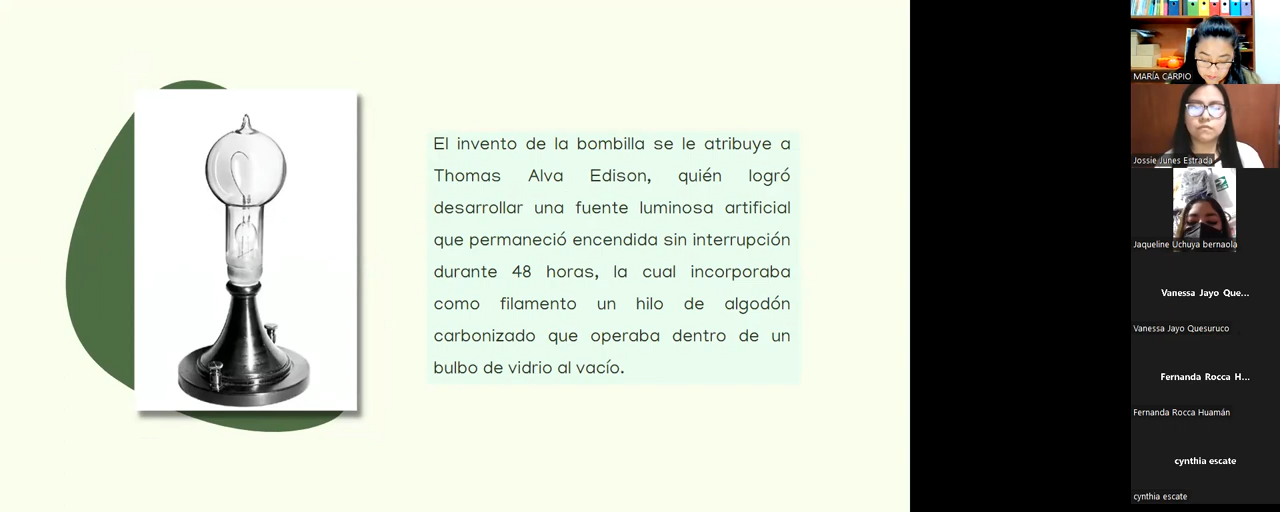 El invento de la bombilla se le atribuye a
Thomas Alva Edison, quién logró
desarrollar una fuente luminosa artificial
que permaneció encendida sin interrupción
durante 48 horas, la cual incorporaba
como filamento un hilo de algodón
carbonizado que operaba dentro de un
bulbo de vidrio al vacío.
MARÍA CARPIO
Jossie Junes Estrada
Jaqueline Uchuya bernaola
Vanessa Jayo Que...
Vanessa Jayo Quesuruco
Fernanda Rocca H...
Fernanda Rocca Huamán
cynthia escate
cynthia escate